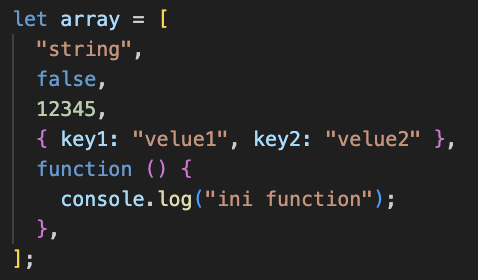 let array = [
  "string",
  false,
  12345,
  { key1: "velue1", key2: "velue2" },
  function () {
    console.log("ini function");
  },
];